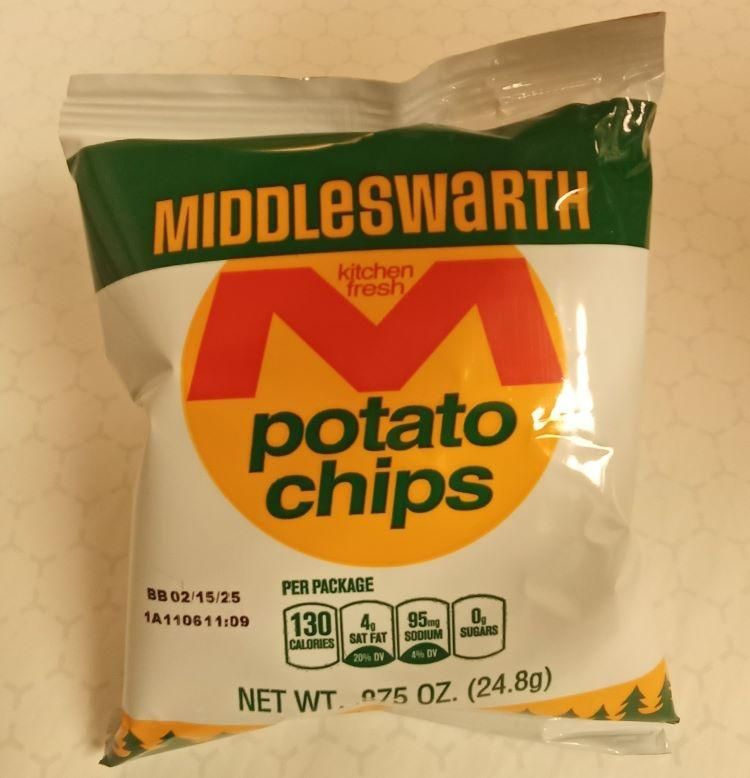 MIDDLeSWaRTH
M
kitchen
fresh
potato
chips
BB 02/15/25
1A110611:09
PER PACKAGE
130
CALORIES
4g
SAT FAT
20% DV
95mg
SODIUM
4% DV
0g
SUGARS
NET WT. .875 OZ. (24.8g)